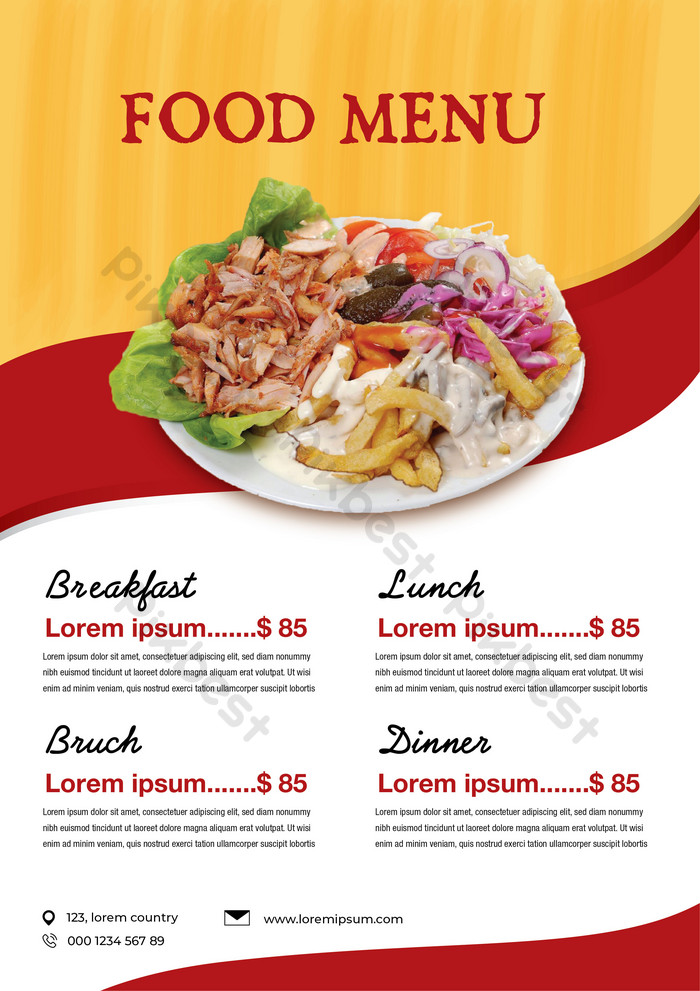 FOOD MENU
Breakfast
Lorem ipsum.......$ 85
Lorem ipsum dolor sit amet, consectetuer adipiscing elit, sed diam nonummy
nibh euismod tincidunt ut laoreet dolore magna aliquam erat volutpat. Ut wisi
enim ad minim veniam, quis nostrud exerci tation ullamcorper suscipit lobortis
Lunch
Lorem ipsum.......$ 85
Lorem ipsum dolor sit amet, consectetuer adipiscing elit, sed diam nonummy
nibh euismod tincidunt ut laoreet dolore magna aliquam erat volutpat. Ut wisi
enim ad minim veniam, quis nostrud exerci tation ullamcorper suscipit lobortis
Bruch
Lorem ipsum.......$ 85
Lorem ipsum dolor sit amet, consectetuer adipiscing elit, sed diam nonummy
nibh euismod tincidunt ut laoreet dolore magna aliquam erat volutpat. Ut wisi
enim ad minim veniam, quis nostrud exerci tation ullamcorper suscipit lobortis
Dinner
Lorem ipsum.......$ 85
Lorem ipsum dolor sit amet, consectetuer adipiscing elit, sed diam nonummy
nibh euismod tincidunt ut laoreet dolore magna aliquam erat volutpat. Ut wisi
enim ad minim veniam, quis nostrud exerci tation ullamcorper suscipit lobortis
123, lorem country
000 1234 567 89
www.loremipsum.com
pikbest
pikbest
pikbest
pikbest
pikbest